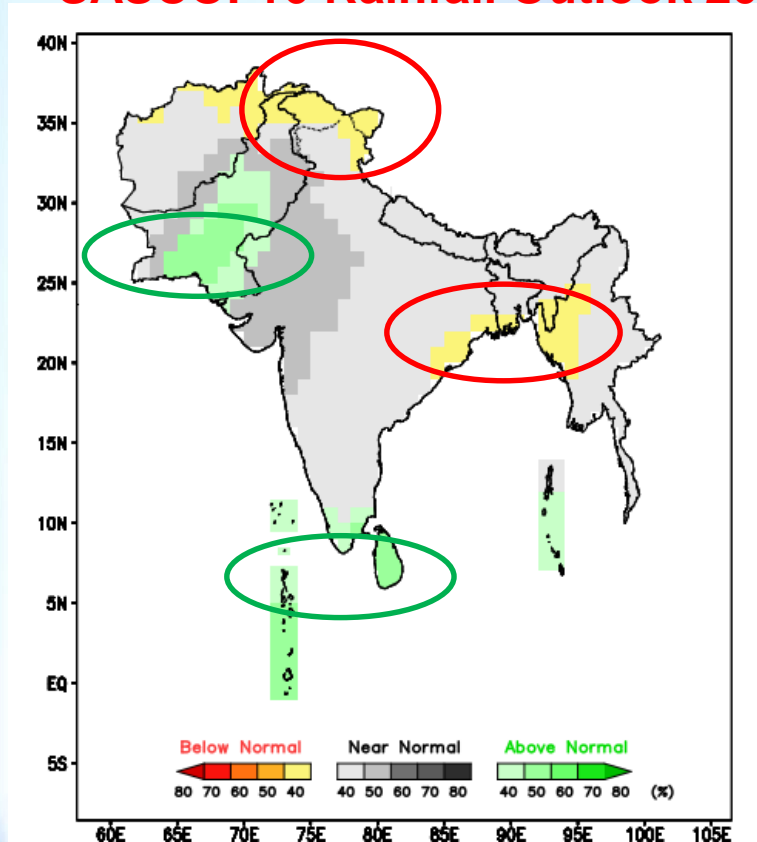 40N
35N
30N
25N
20N
15N
10N
5N
EQ
5S
Below Normal Near Normal Above Normal
80 70 60 50 40 40 50 60 70 80 40 50 60 70 80 (%)
60E 65E 70E 75E 80E 85E 90E 95E 100E 105E